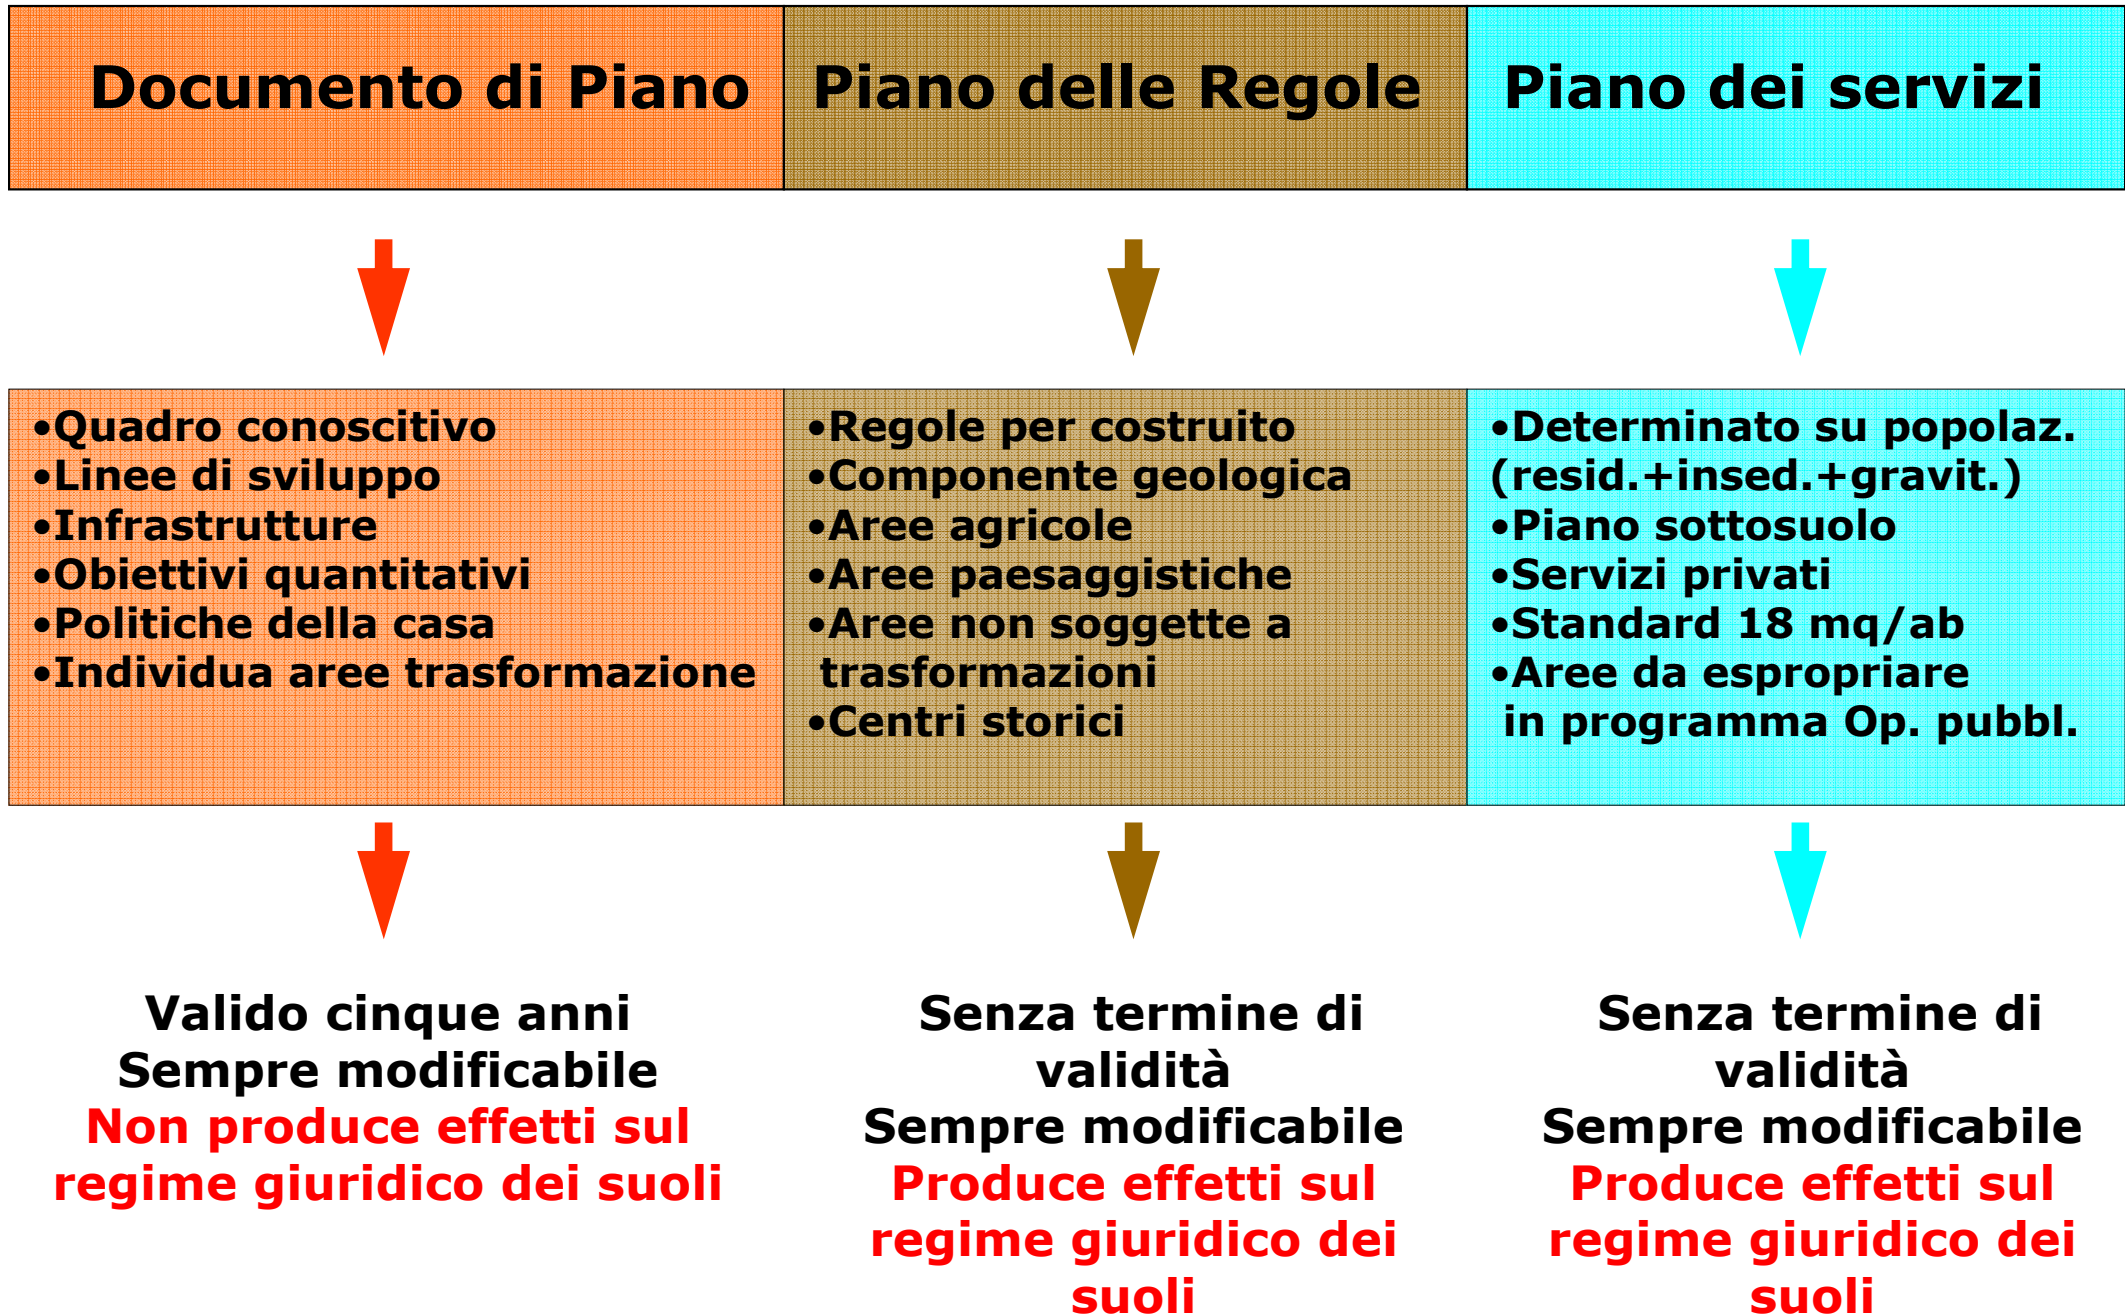 Documento di Piano
Piano delle Regole
Piano dei servizi
•Quadro conoscitivo
•Linee di sviluppo
•Infrastrutture
•Obiettivi quantitativi
•Politiche della casa
•Individua aree trasformazione
•Regole per costruito
•Componente geologica
•Aree agricole
•Aree paesaggistiche
•Aree non soggette a
trasformazioni
•Centri storici
•Determinato su popolaz.
(resid.+insed.+gravit.)
•Piano sottosuolo
•Servizi privati
•Standard 18 mq/ab
•Aree da espropriare
in programma Op. pubbl.
Valido cinque anni
Sempre modificabile
Non produce effetti sul
regime giuridico dei suoli
Senza termine di
validità
Sempre modificabile
Produce effetti sul
regime giuridico dei
suoli
Senza termine di
validità
Sempre modificabile
Produce effetti sul
regime giuridico dei
suoli